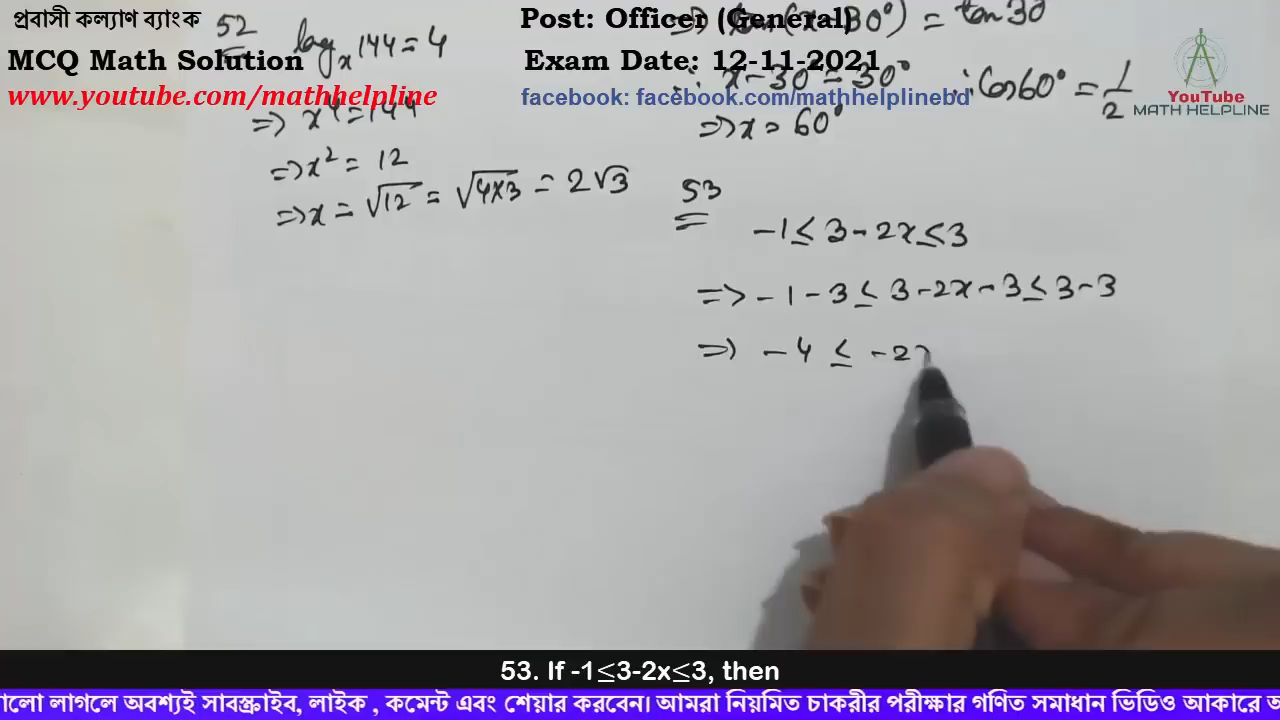 প্রবাসী কল্যাণ ব্যাংক
Post: Officer (General)
MCQ Math Solution
Exam Date: 12-11-2021
www.youtube.com/mathhelpline
facebook: facebook.com/mathhelplinebd
YouTube
MATH HELPLINE
52
log_x 144 = 4
=> x⁴ = 144
=> x² = 12
=> x = √12 = √4×3 = 2√3
=> tan(x-30°) = tan 30
∴ x-30° = 30°
=> x = 60°
∴ Cos60° = 1/2
53
-1 ≤ 3-2x ≤ 3
=> -1-3 ≤ 3-2x-3 ≤ 3-3
=> -4 ≤ -2x
53. If -1≤3-2x≤3, then
ালো লাগলে অবশ্যই সাবস্ক্রাইব, লাইক , কমেন্ট এবং শেয়ার করবেন। আমরা নিয়মিত চাকরীর পরীক্ষার গণিত সমাধান ভিডিও আকারে